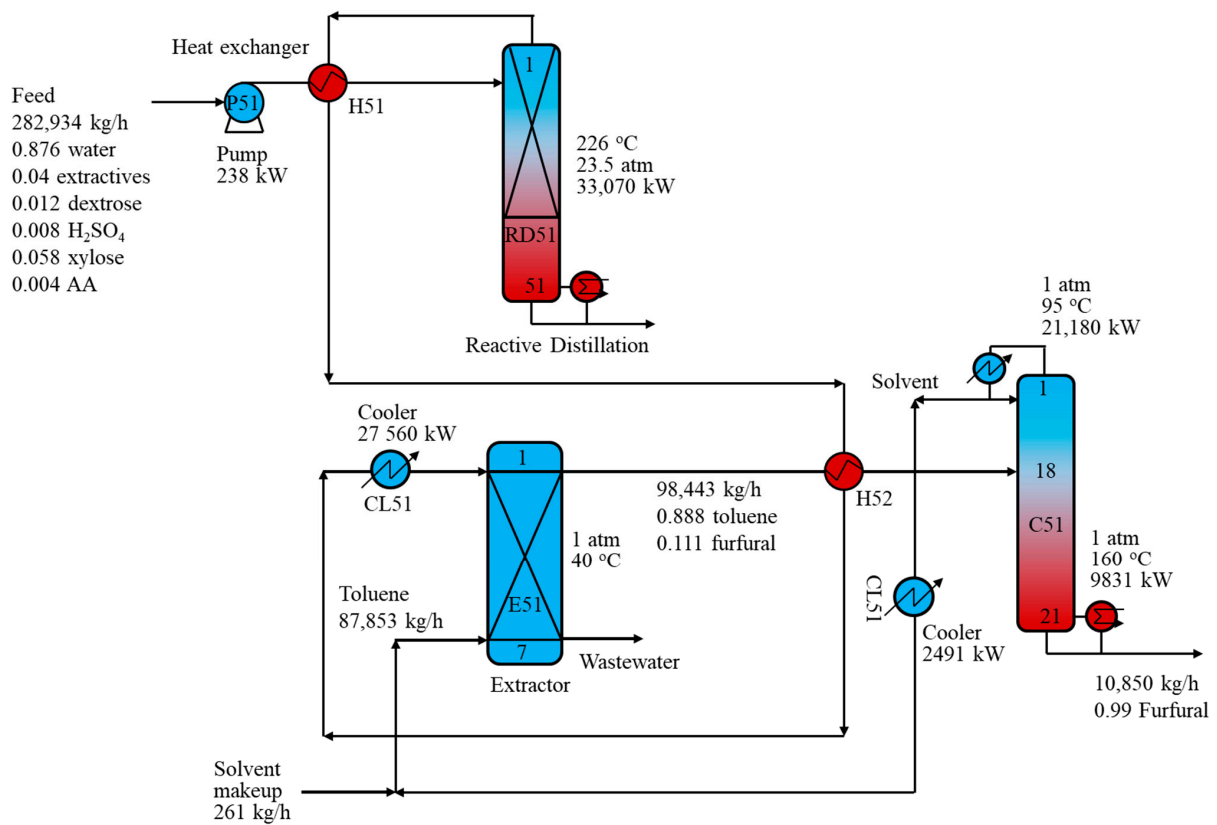 Heat exchanger
Feed
282,934 kg/h
0.876 water
0.04 extractives
0.012 dextrose
0.008 H₂SO₄
0.058 xylose
0.004 AA
P51
Pump
238 kW
H51
1
226 °C
23.5 atm
33,070 kW
RD51
51
Reactive Distillation
1 atm
95 °C
21,180 kW
Solvent
1
18
C51
21
1 atm
160 °C
9831 kW
10,850 kg/h
0.99 Furfural
Cooler
27 560 kW
CL51
1
1 atm
40 °C
E51
7
Extractor
98,443 kg/h
0.888 toluene
0.111 furfural
H52
Toluene
87,853 kg/h
Wastewater
CL51
Cooler
2491 kW
Solvent
makeup
261 kg/h